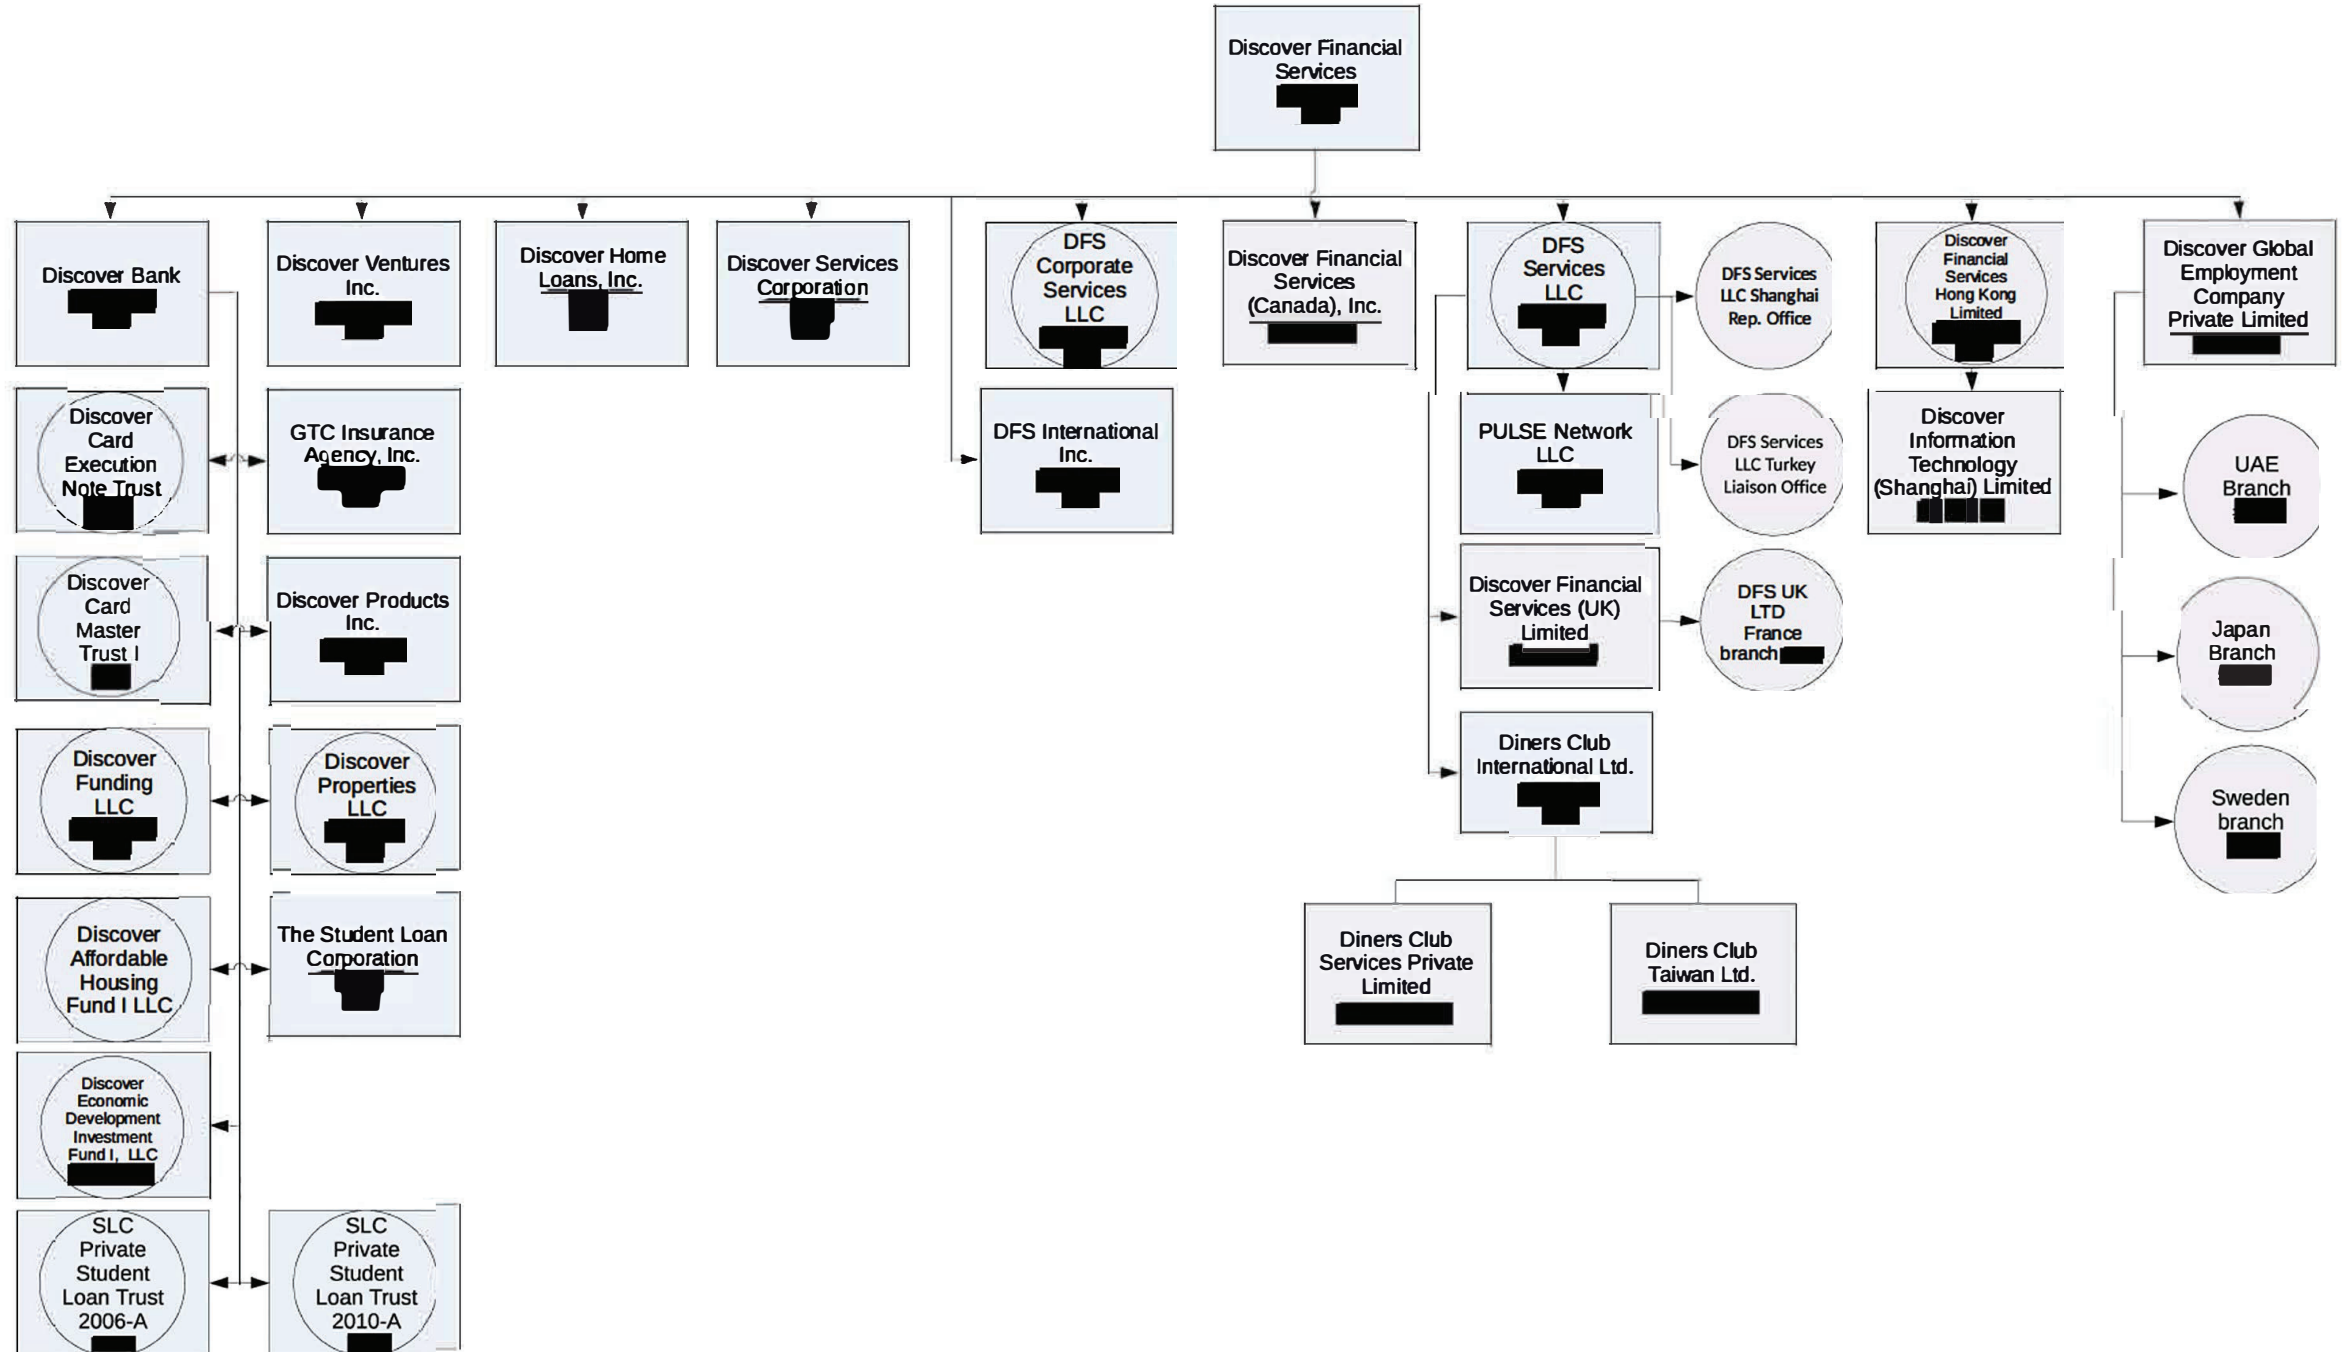 Discover Financial
Services
Discover Bank
Discover Ventures
Inc.
Discover Home
Loans, Inc.
Discover Services
Corporation
DFS
Corporate
Services
LLC
Discover Financial
Services
(Canada), Inc.
DFS
Services
LLC
DFS Services
LLC Shanghai
Rep. Office
Discover
Financial
Services
Hong Kong
Limited
Discover Global
Employment
Company
Private Limited
Discover
Card
Execution
Note Trust
GTC Insurance
Agency, Inc.
DFS International
Inc.
PULSE Network
LLC
DFS Services
LLC Turkey
Liaison Office
Discover
Information
Technology
(Shanghai) Limited
UAE
Branch
Discover
Card
Master
Trust I
Discover Products
Inc.
Discover Financial
Services (UK)
Limited
DFS UK
LTD
France
branch
Japan
Branch
Discover
Funding
LLC
Discover
Properties
LLC
Diners Club
International Ltd.
Sweden
branch
Discover
Affordable
Housing
Fund I LLC
The Student Loan
Corporation
Diners Club
Services Private
Limited
Diners Club
Taiwan Ltd.
Discover
Economic
Development
Investment
Fund I, LLC
SLC
Private
Student
Loan Trust
2006-A
SLC
Private
Student
Loan Trust
2010-A